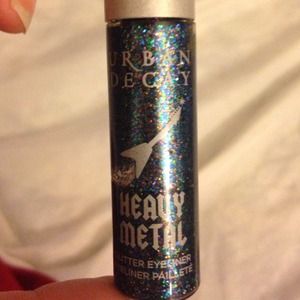 URBAN
DECAY
HEAVY
METAL
GLITTER EYELINER
EYELINER PAILLETÉ